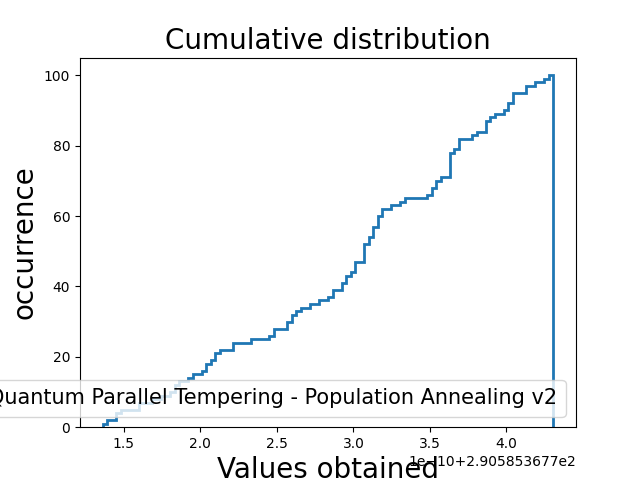 Cumulative distribution
100
80
60
40
20
0
occurrence
Quantum Parallel Tempering - Population Annealing v2
1.5 2.0 2.5 3.0 3.5 4.0
1e−10+2.905853677e2
Values obtained